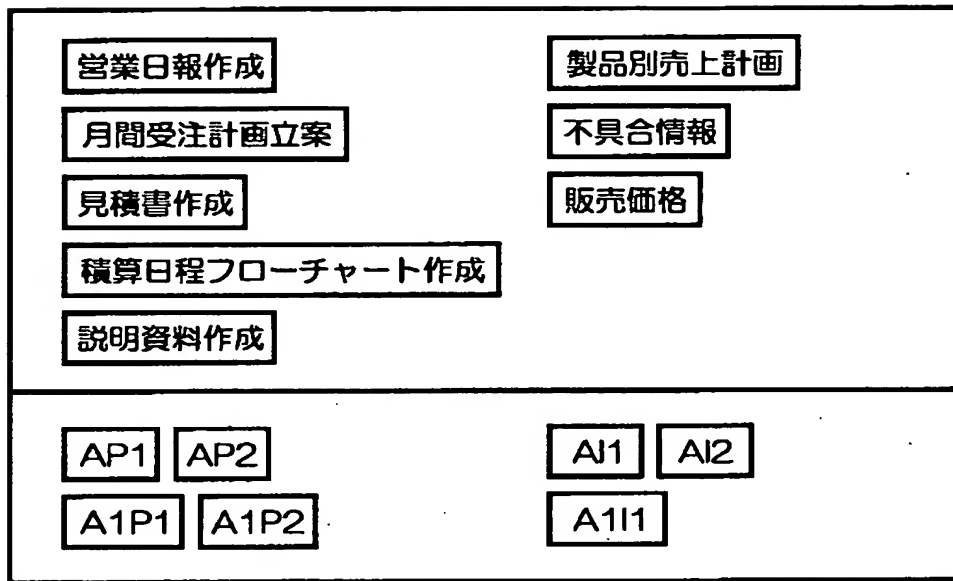 営業日報作成
月間受注計画立案
見積書作成
積算日程フローチャート作成
説明資料作成
製品別売上計画
不具合情報
販売価格
AP1 AP2
A1P1 A1P2
AI1 AI2
A1I1